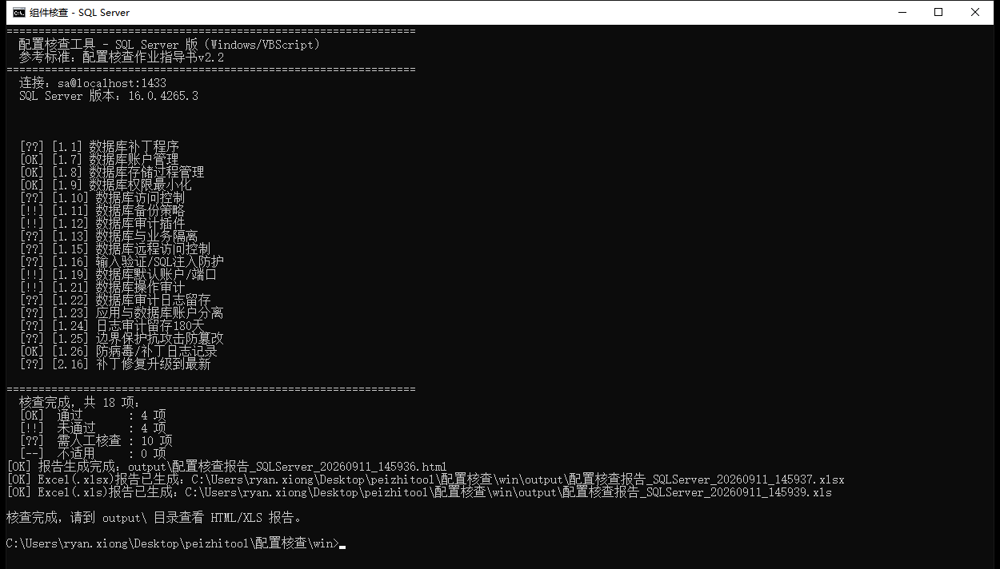 组件核查 - SQL Server
================================================================
配置核查工具 - SQL Server 版 (Windows/VBScript)
参考标准: 配置核查作业指导书v2.2
================================================================
连接: sa@localhost:1433
SQL Server 版本: 16.0.4265.3
[??] [1.1] 数据库补丁程序
[OK] [1.7] 数据库账户管理
[OK] [1.8] 数据库存储过程管理
[OK] [1.9] 数据库权限最小化
[??] [1.10] 数据库访问控制
[!!] [1.11] 数据库备份策略
[!!] [1.12] 数据库审计插件
[??] [1.13] 数据库与业务隔离
[??] [1.15] 数据库远程访问控制
[??] [1.16] 输入验证/SQL注入防护
[!!] [1.19] 数据库默认账户/端口
[!!] [1.21] 数据库操作审计
[??] [1.22] 数据库审计日志留存
[??] [1.23] 应用与数据库账户分离
[??] [1.24] 日志审计留存180天
[??] [1.25] 边界保护抗攻击防篡改
[OK] [1.26] 防病毒/补丁日志记录
[??] [2.16] 补丁修复升级到最新
================================================================
核查完成, 共 18 项:
[OK] 通过 : 4 项
[!!] 未通过 : 4 项
[??] 需人工核查 : 10 项
[--] 不适用 : 0 项
[OK] 报告生成完成: output\配置核查报告_SQLServer_20260911_145936.html
[OK] Excel(.xlsx)报告已生成: C:\Users\ryan.xiong\Desktop\peizhitool\配置核查\win\output\配置核查报告_SQLServer_20260911_145937.xlsx
[OK] Excel(.xls)报告已生成: C:\Users\ryan.xiong\Desktop\peizhitool\配置核查\win\output\配置核查报告_SQLServer_20260911_145939.xls
核查完成, 请到 output\ 目录查看 HTML/XLS 报告。
C:\Users\ryan.xiong\Desktop\peizhitool\配置核查\win>